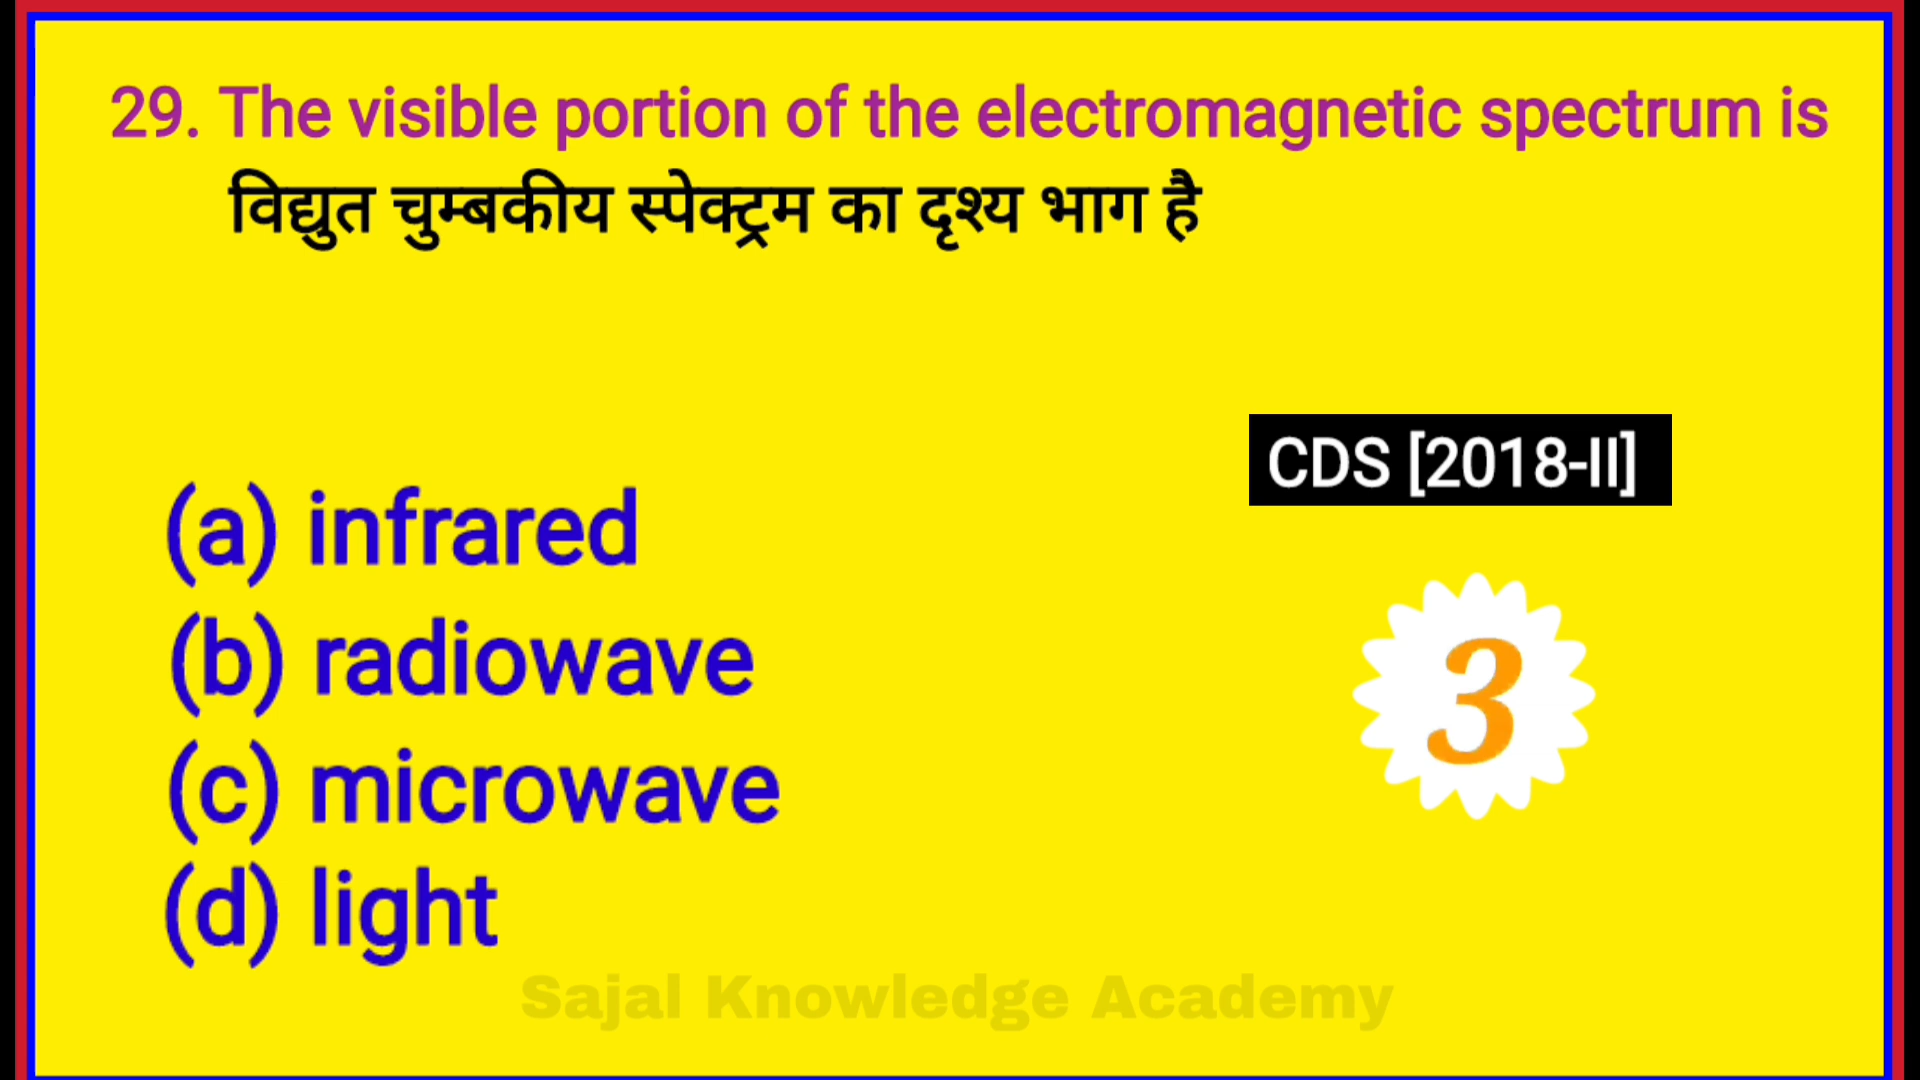 29. The visible portion of the electromagnetic spectrum is
विद्युत चुम्बकीय स्पेक्ट्रम का दृश्य भाग है
CDS [2018-II]
(a) infrared
(b) radiowave
(c) microwave
(d) light
3
Sajal Knowledge Academy